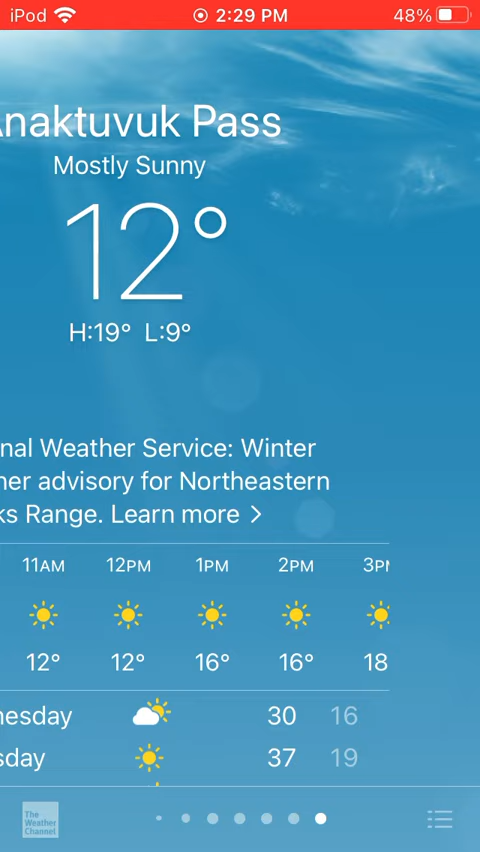 iPod 2:29 PM 48%
Anaktuvuk Pass
Mostly Sunny
12°
H:19° L:9°
nal Weather Service: Winter
her advisory for Northeastern
ks Range. Learn more >
11AM 12PM 1PM 2PM 3PM
12° 12° 16° 16° 18
nesday 30 16
sday 37 19
The
Weather
Channel